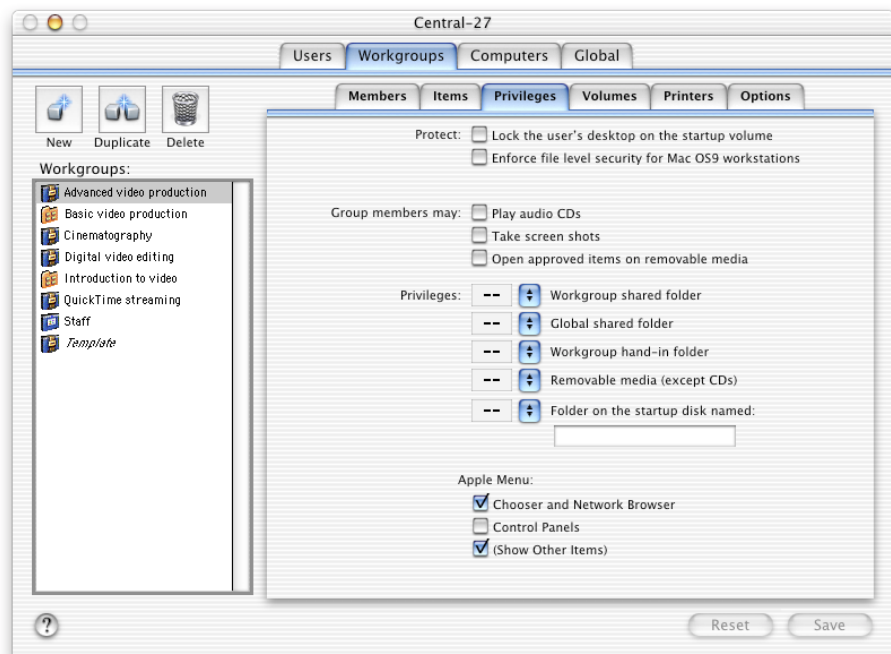 Central-27
Users Workgroups Computers Global
New Duplicate Delete
Workgroups:
Advanced video production
Basic video production
Cinematography
Digital video editing
Introduction to video
QuickTime streaming
Staff
Template
Members Items Privileges Volumes Printers Options
Protect: Lock the user's desktop on the startup volume
Enforce file level security for Mac OS9 workstations
Group members may: Play audio CDs
Take screen shots
Open approved items on removable media
Privileges: -- Workgroup shared folder
-- Global shared folder
-- Workgroup hand-in folder
-- Removable media (except CDs)
-- Folder on the startup disk named:
Apple Menu:
Chooser and Network Browser
Control Panels
(Show Other Items)
?
Reset Save